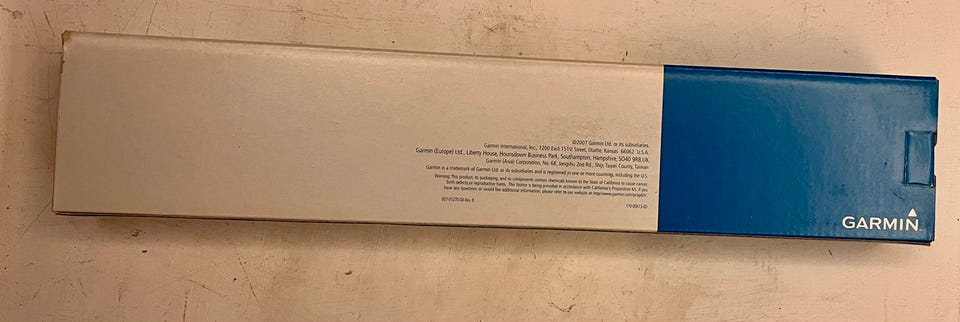 ©2007 Garmin Ltd. or its subsidiaries
Garmin International, Inc., 1200 East 151st Street, Olathe, Kansas 66062 U.S.A.
Garmin (Europe) Ltd., Liberty House, Hounsdown Business Park, Southampton, Hampshire, SO40 9RB UK
Garmin (Asia) Corporation, No. 68, Jangshu 2nd Rd., Shijr, Taipei County, Taiwan
Garmin is a trademark of Garmin Ltd. or its subsidiaries and is registered in one or more countries, including the U.S.
Warning: This product, its packaging, and its components contain chemicals known to the State of California to cause cancer,
birth defects or reproductive harm. This Notice is being provided in accordance with California's Proposition 65. If you
have any questions or would like additional information, please refer to our website at http://www.garmin.com/prop65/.
Rev. B
GARMIN